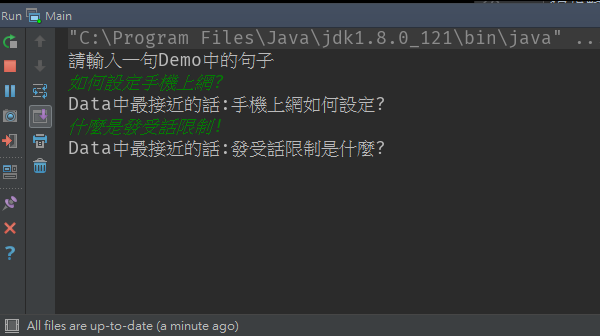 Run Main
"C:\Program Files\Java\jdk1.8.0_121\bin\java" ..
請輸入一句Demo中的句子
如何設定手機上網?
Data中最接近的話:手機上網如何設定?
什麼是發受話限制!
Data中最接近的話:發受話限制是什麼?
All files are up-to-date (a minute ago)